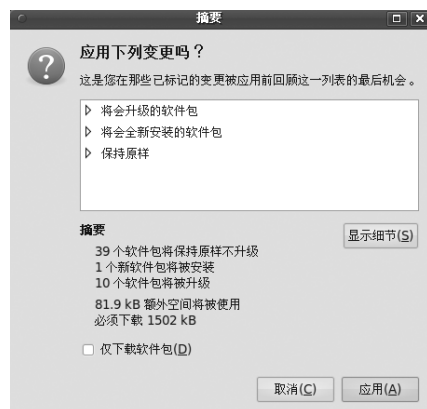 摘要
应用下列变更吗？
这是您在那些已标记的变更被应用前回顾这一列表的最后机会。
将会升级的软件包
将会全新安装的软件包
保持原样
摘要
显示细节(S)
39 个软件包将保持原样不升级
1 个新软件包将被安装
10 个软件包将被升级
81.9 kB 额外空间将被使用
必须下载 1502 kB
仅下载软件包(D)
取消(C)
应用(A)